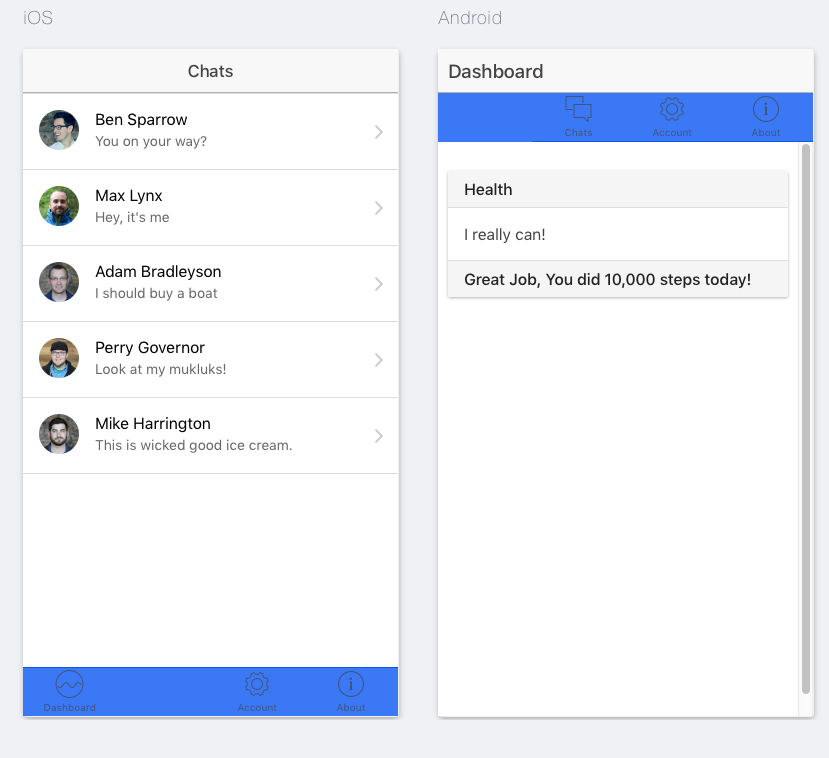 iOS
Chats
Ben Sparrow
You on your way?
Max Lynx
Hey, it's me
Adam Bradleyson
I should buy a boat
Perry Governor
Look at my mukluks!
Mike Harrington
This is wicked good ice cream.
Dashboard
Account
About
Android
Dashboard
Chats
Account
About
Health
I really can!
Great Job, You did 10,000 steps today!